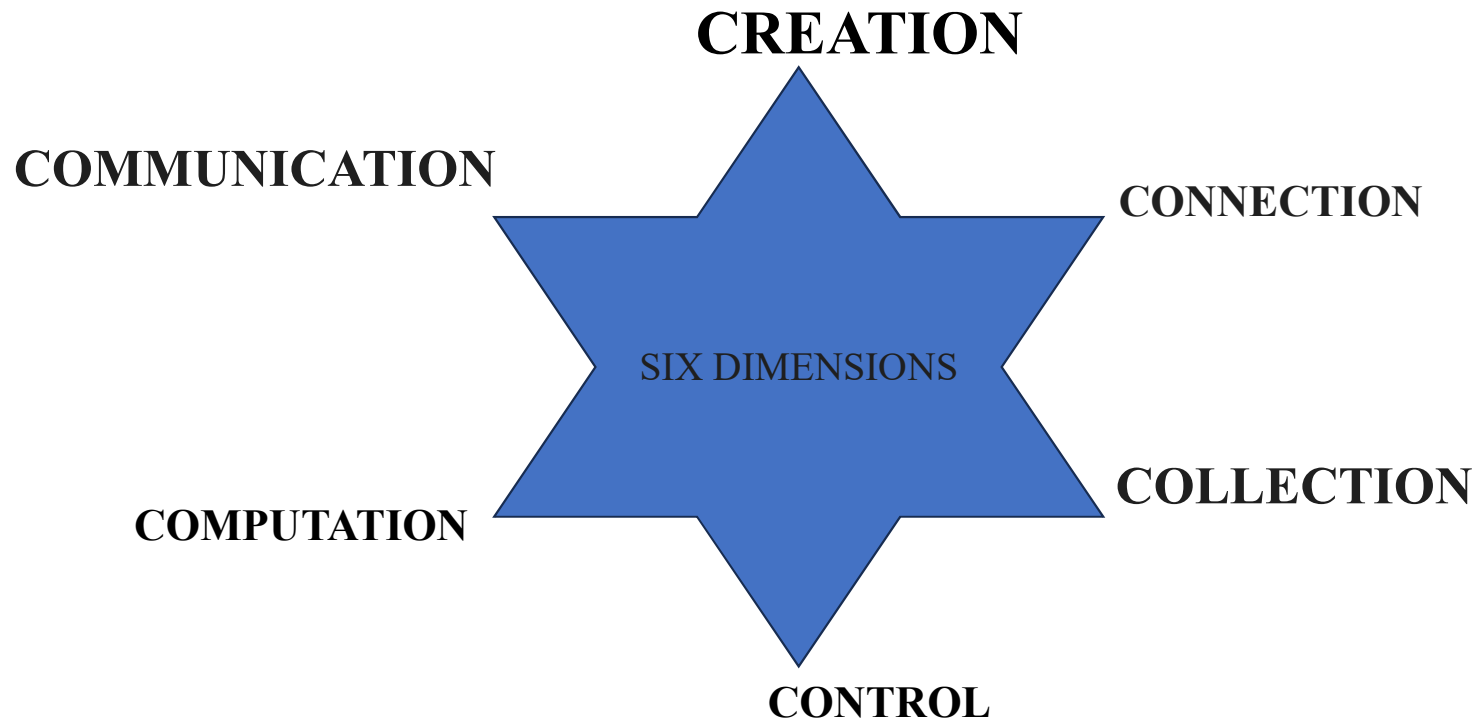 CREATION
COMMUNICATION
CONNECTION
SIX DIMENSIONS
COLLECTION
COMPUTATION
CONTROL